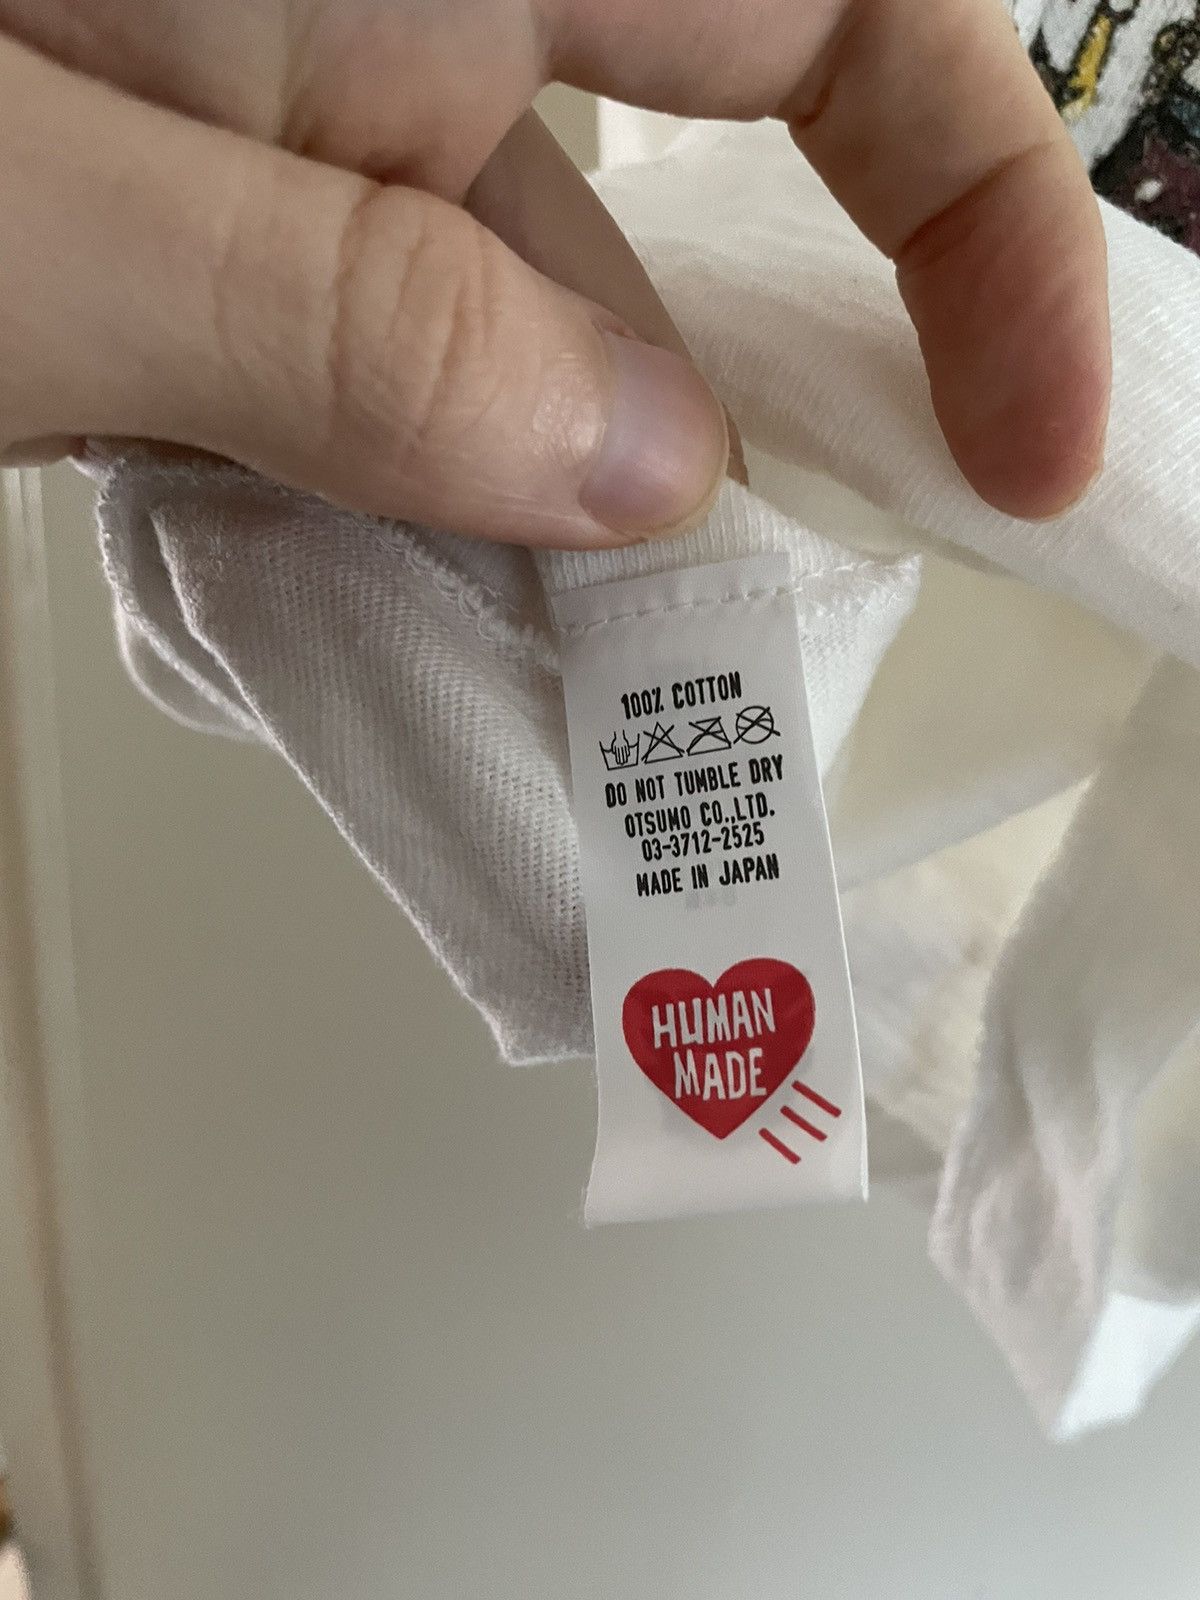 100% COTTON
DO NOT TUMBLE DRY
OTSUMO CO.,LTD.
03-3712-2525
MADE IN JAPAN
HUMAN
MADE